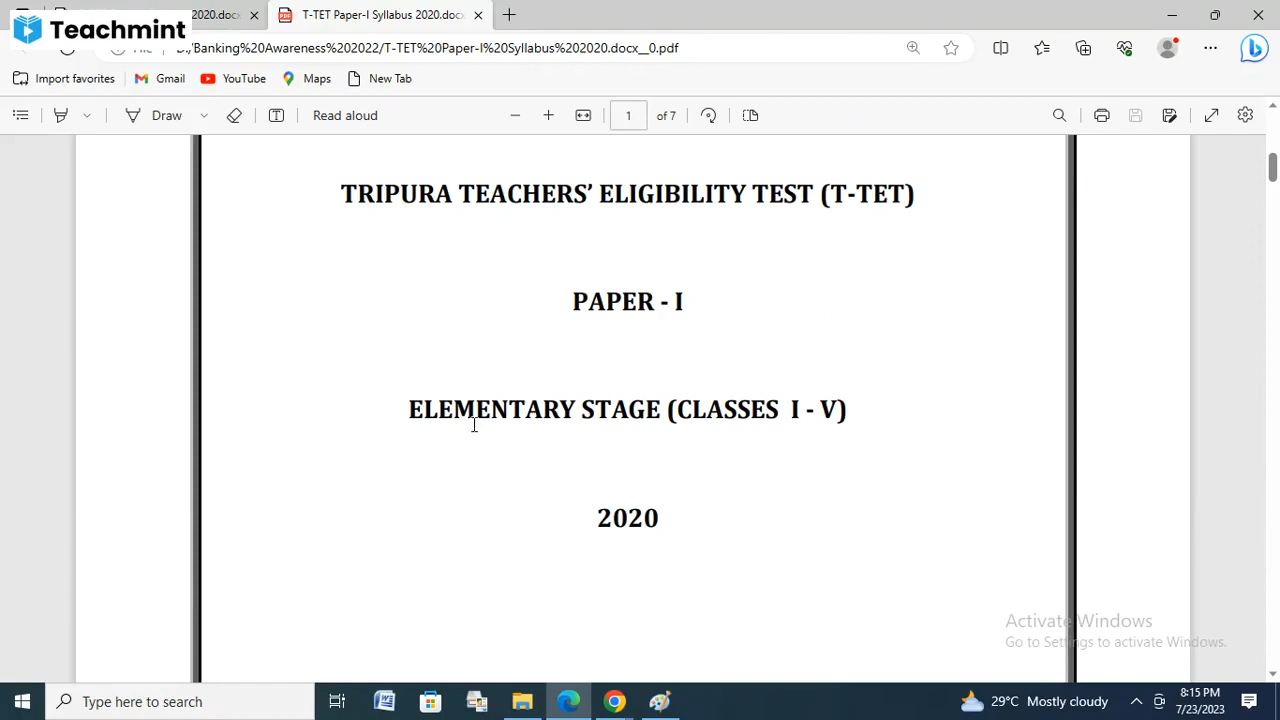 Teachmint
2020.docx
T-TET Paper-I Syllabus 2020.docx
/Banking%20Awareness%202022/T-TET%20Paper-I%20Syllabus%202020.docx__0.pdf
Import favorites
Gmail
YouTube
Maps
New Tab
Draw
Read aloud
1
of 7
TRIPURA TEACHERS’ ELIGIBILITY TEST (T-TET)
PAPER - I
ELEMENTARY STAGE (CLASSES I - V)
2020
Activate Windows
Go to Settings to activate Windows.
Type here to search
29°C Mostly cloudy
8:15 PM
7/23/2023